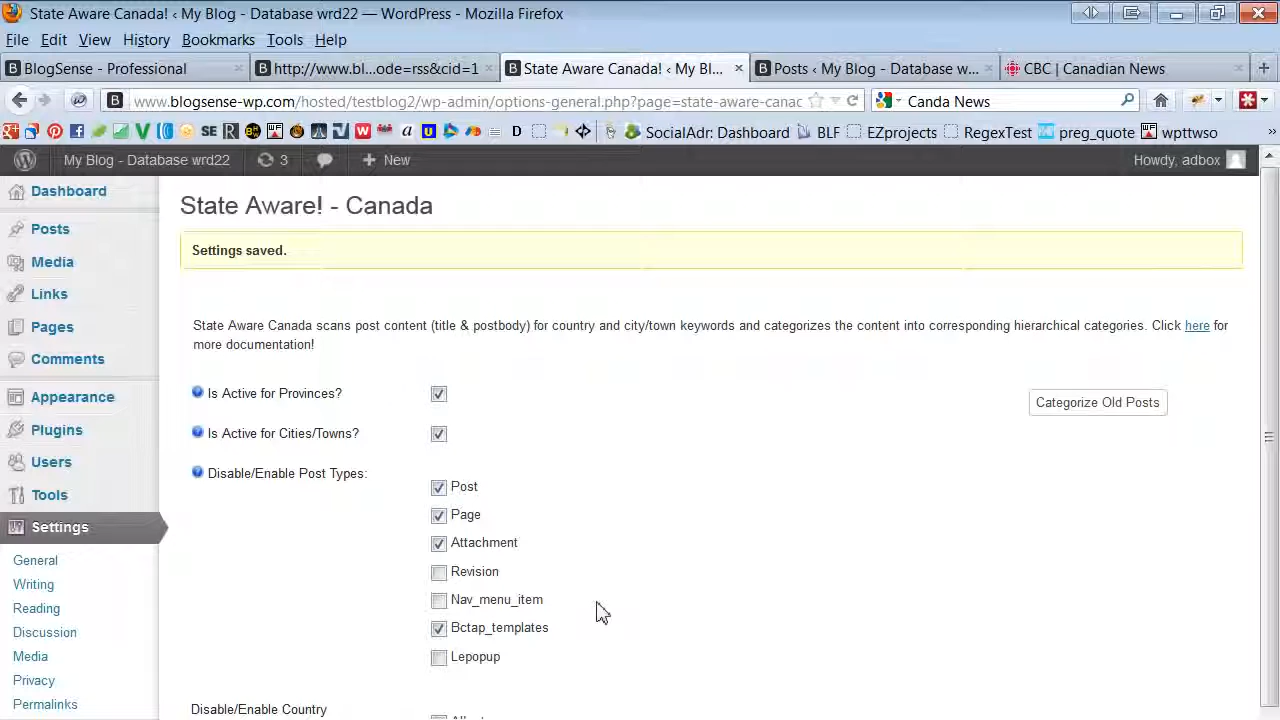 State Aware Canada! ‹ My Blog - Database wrd22 — WordPress - Mozilla Firefox
File Edit View History Bookmarks Tools Help
BlogSense - Professional
http://www.bl...ode=rss&cid=1
State Aware Canada! ‹ My Bl...
Posts ‹ My Blog - Database w...
CBC | Canadian News
www.blogsense-wp.com/hosted/testblog2/wp-admin/options-general.php?page=state-aware-canac
Canda News
SE
SocialAdr: Dashboard
BLF
EZprojects
RegexTest
preg_quote
wpttwso
My Blog - Database wrd22
3
New
Howdy, adbox
Dashboard
Posts
Media
Links
Pages
Comments
Appearance
Plugins
Users
Tools
Settings
General
Writing
Reading
Discussion
Media
Privacy
Permalinks
State Aware! - Canada
Settings saved.
State Aware Canada scans post content (title & postbody) for country and city/town keywords and categorizes the content into corresponding hierarchical categories. Click here for
more documentation!
Is Active for Provinces?
Categorize Old Posts
Is Active for Cities/Towns?
Disable/Enable Post Types:
Post
Page
Attachment
Revision
Nav_menu_item
Bctap_templates
Lepopup
Disable/Enable Country